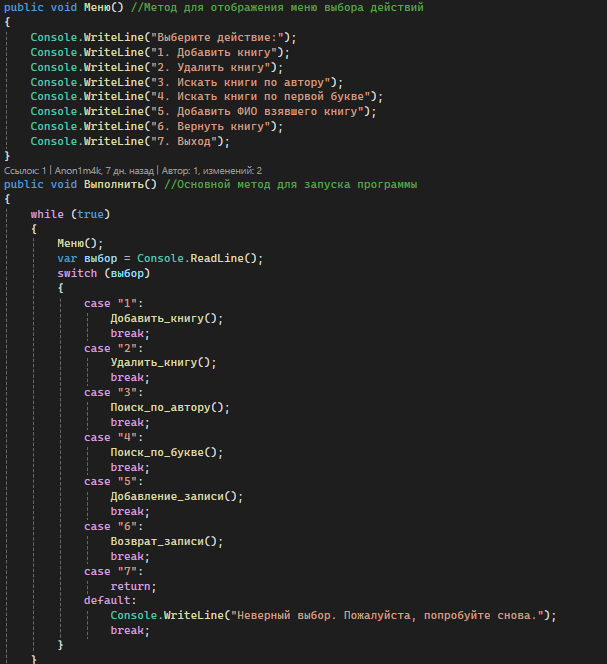 public void Меню() //Метод для отображения меню выбора действий
{
Console.WriteLine("Выберите действие:");
Console.WriteLine("1. Добавить книгу");
Console.WriteLine("2. Удалить книгу");
Console.WriteLine("3. Искать книги по автору");
Console.WriteLine("4. Искать книги по первой букве");
Console.WriteLine("5. Добавить ФИО взявшего книгу");
Console.WriteLine("6. Вернуть книгу");
Console.WriteLine("7. Выход");
}
Ссылок: 1 | Anon1m4k, 7 дн. назад | Автор: 1, изменений: 2
public void Выполнить() //Основной метод для запуска программы
{
while (true)
{
Меню();
var выбор = Console.ReadLine();
switch (выбор)
{
case "1":
Добавить_книгу();
break;
case "2":
Удалить_книгу();
break;
case "3":
Поиск_по_автору();
break;
case "4":
Поиск_по_букве();
break;
case "5":
Добавление_записи();
break;
case "6":
Возврат_записи();
break;
case "7":
return;
default:
Console.WriteLine("Неверный выбор. Пожалуйста, попробуйте снова.");
break;
}
}